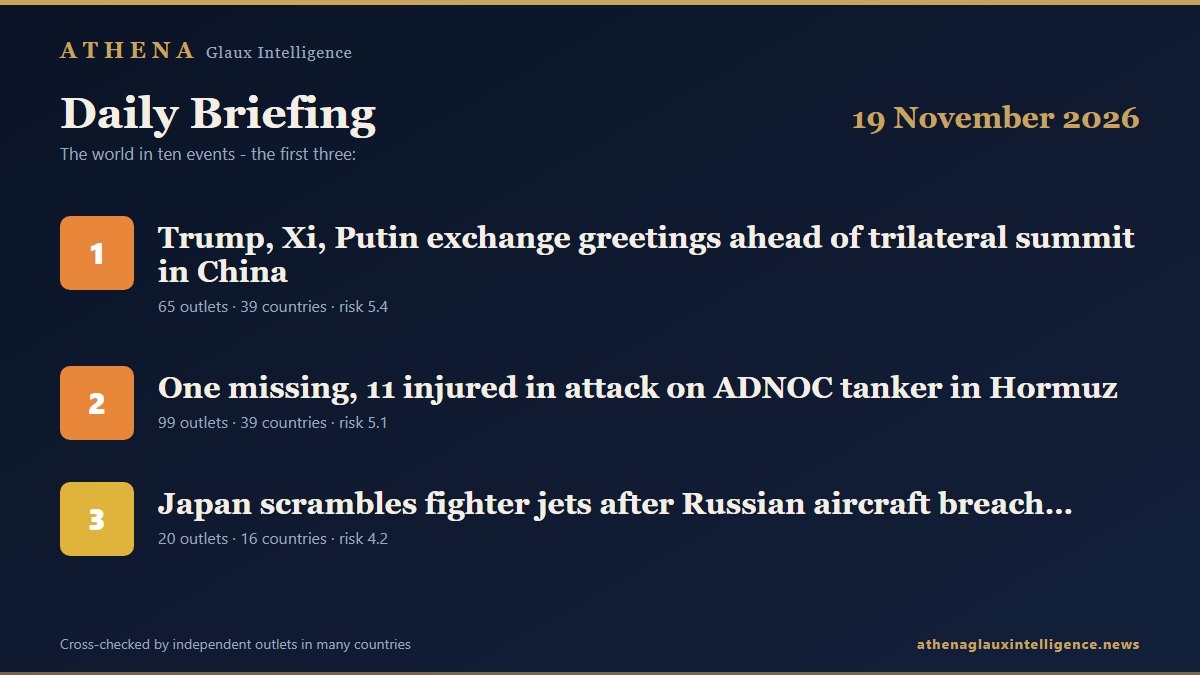 ATHENA Glaux Intelligence
Daily Briefing
19 November 2026
The world in ten events - the first three:
1
Trump, Xi, Putin exchange greetings ahead of trilateral summit
in China
65 outlets · 39 countries · risk 5.4
2
One missing, 11 injured in attack on ADNOC tanker in Hormuz
99 outlets · 39 countries · risk 5.1
3
Japan scrambles fighter jets after Russian aircraft breach...
20 outlets · 16 countries · risk 4.2
Cross-checked by independent outlets in many countries
athenaglauxintelligence.news